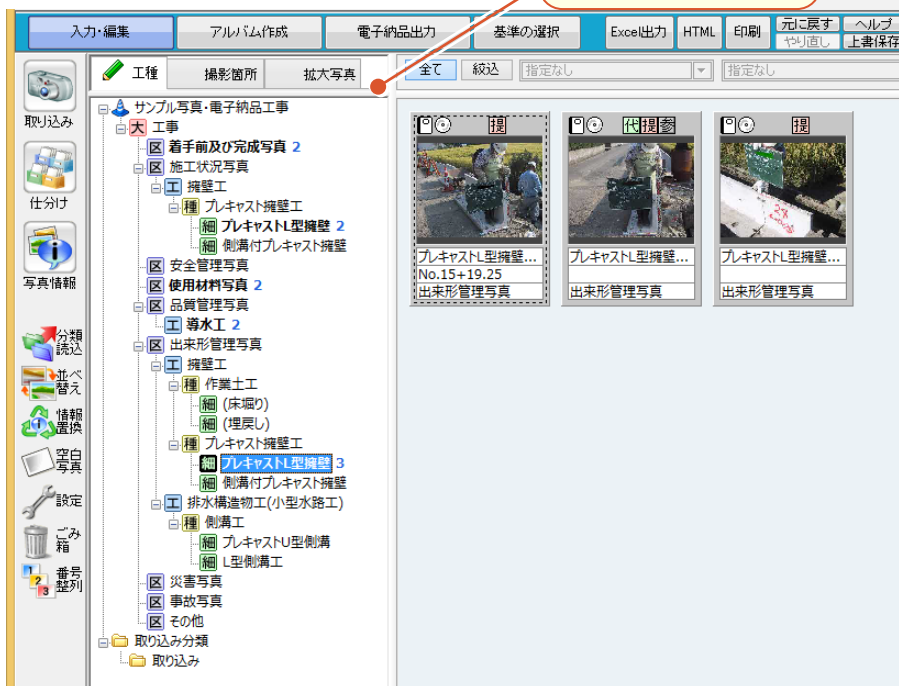 入力・編集
アルバム作成
電子納品出力
基準の選択
Excel出力
HTML
印刷
元に戻す
やり直し
ヘルプ
上書保存
取り込み
仕分け
写真情報
分類
読込
並べ
替え
情報
置換
空白
写真
設定
ごみ
箱
1
2
3
番号
整列
工種
撮影箇所
拡大写真
サンプル写真・電子納品工事
大 工事
区 着手前及び完成写真 2
区 施工状況写真
工 擁壁工
種 プレキャスト擁壁工
細 プレキャストL型擁壁 2
細 側溝付プレキャスト擁壁
区 安全管理写真
区 使用材料写真 2
区 品質管理写真
工 導水工 2
区 出来形管理写真
工 擁壁工
種 作業土工
細 (床堀り)
細 (埋戻し)
種 プレキャスト擁壁工
細 プレキャストL型擁壁 3
細 側溝付プレキャスト擁壁
工 排水構造物工(小型水路工)
種 側溝工
細 プレキャストU型側溝
細 L型側溝工
区 災害写真
区 事故写真
区 その他
取り込み分類
取り込み
全て
絞込
指定なし
指定なし
提
プレキャストL型擁壁...
No.15+19.25
出来形管理写真
代提参
プレキャストL型擁壁...
出来形管理写真
提
プレキャストL型擁壁...
出来形管理写真